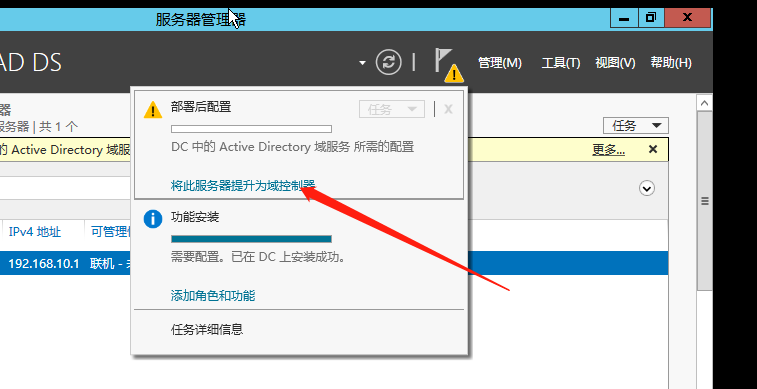 服务器管理器
AD DS
管理(M) 工具(T) 视图(V) 帮助(H)
器
服务器 | 共 1 个
任务
的 Active Directory 域服
更多...
部署后配置
任务
DC 中的 Active Directory 域服务 所需的配置
将此服务器提升为域控制器
功能安装
需要配置。已在 DC 上安装成功。
添加角色和功能
任务详细信息
IPv4 地址 可管理
192.168.10.1 联机 -